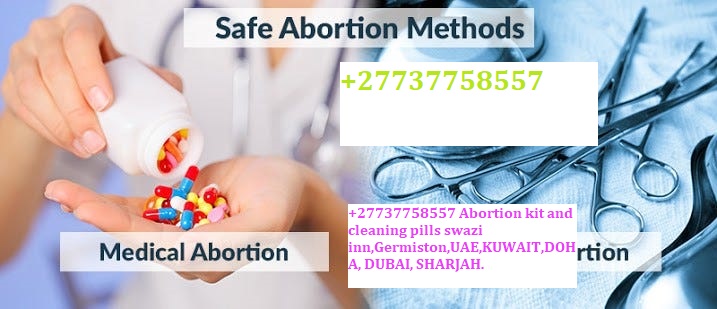 Safe Abortion Methods
+27737758557
+27737758557 Abortion kit and
cleaning pills swazi
inn,Germiston,UAE,KUWAIT,DOH
A, DUBAI, SHARJAH.
Medical Abortion
rtion